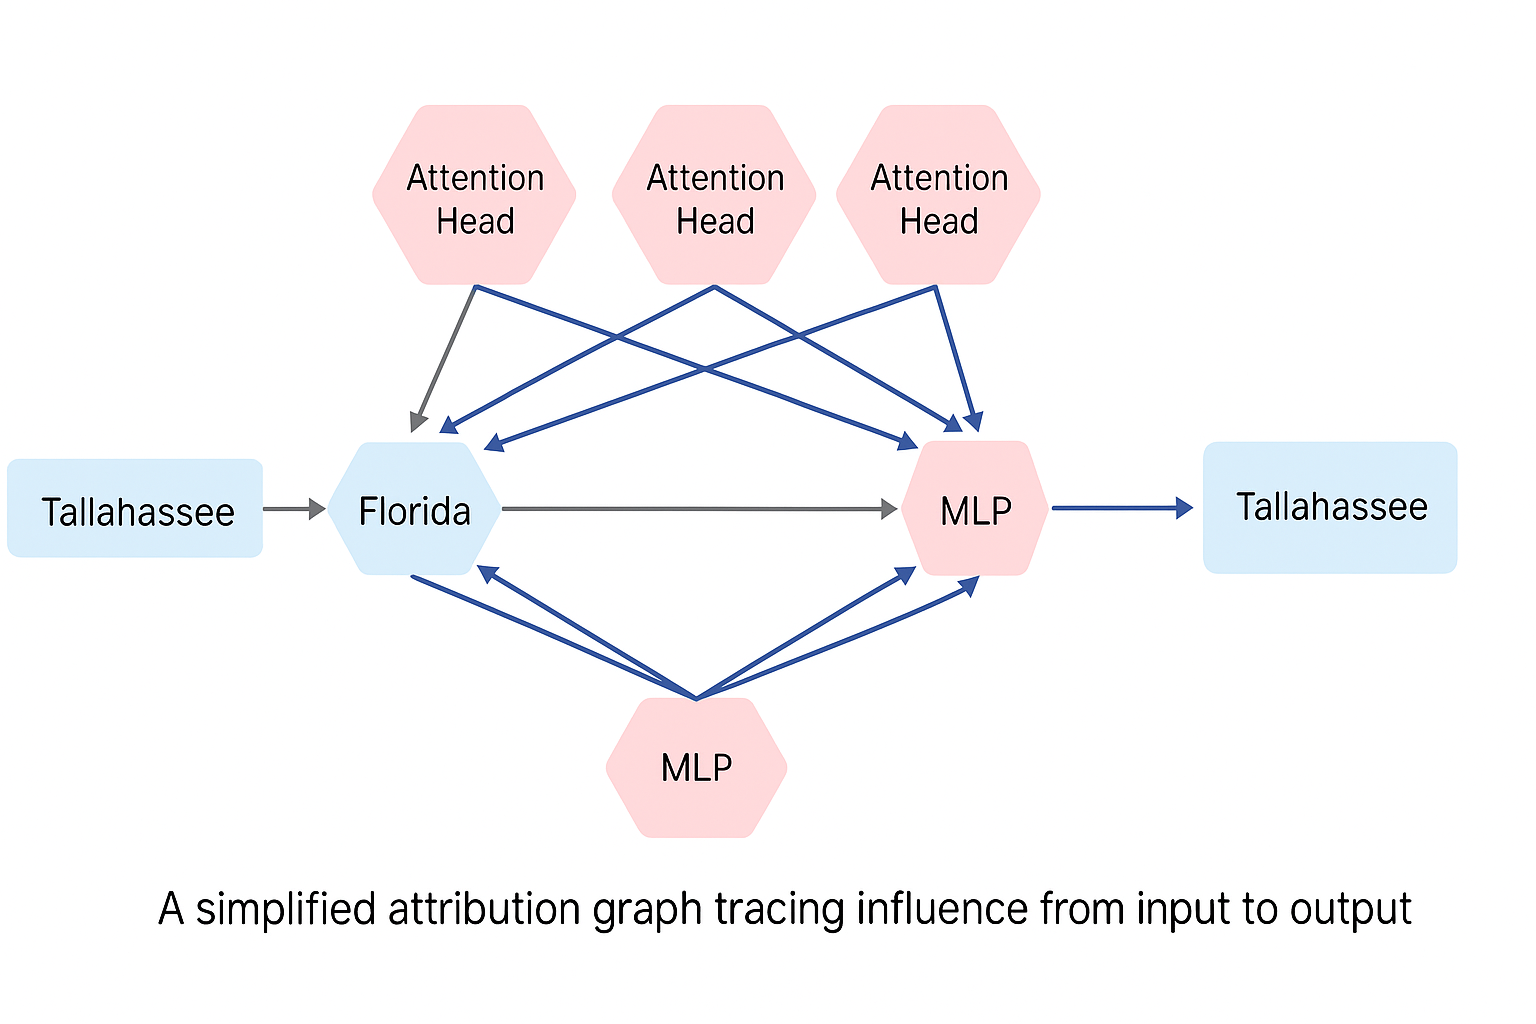 Attention
Head
Attention
Head
Attention
Head
Tallahassee
Florida
MLP
Tallahassee
MLP
A simplified attribution graph tracing influence from input to output